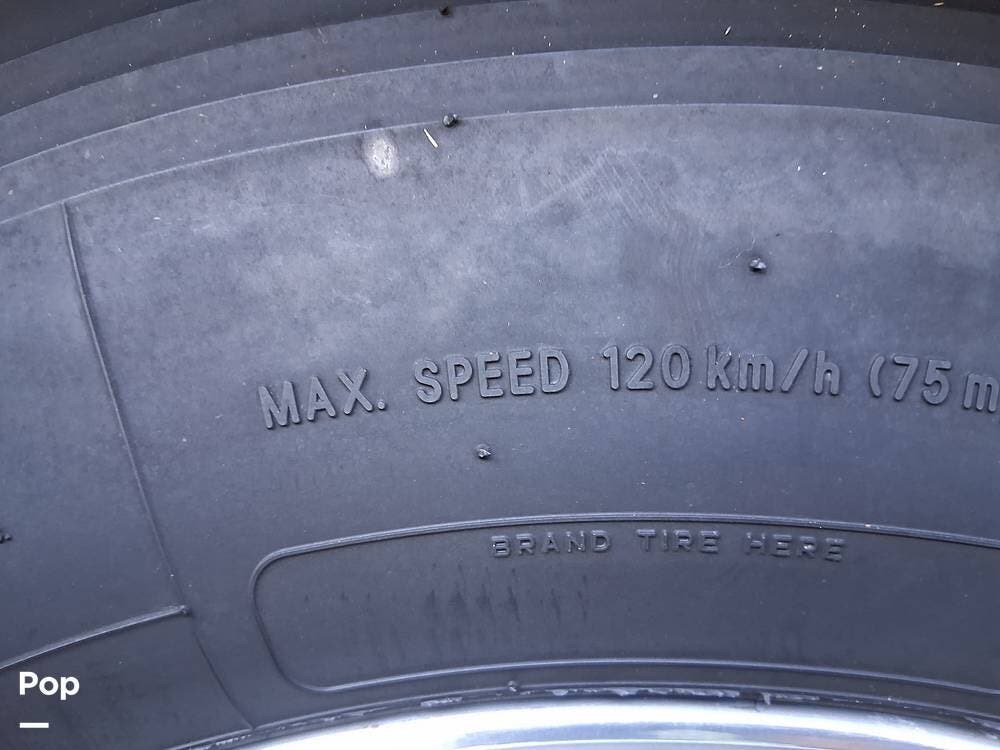 MAX. SPEED 120 km/h (75 m
BRAND TIRE HERE
Pop